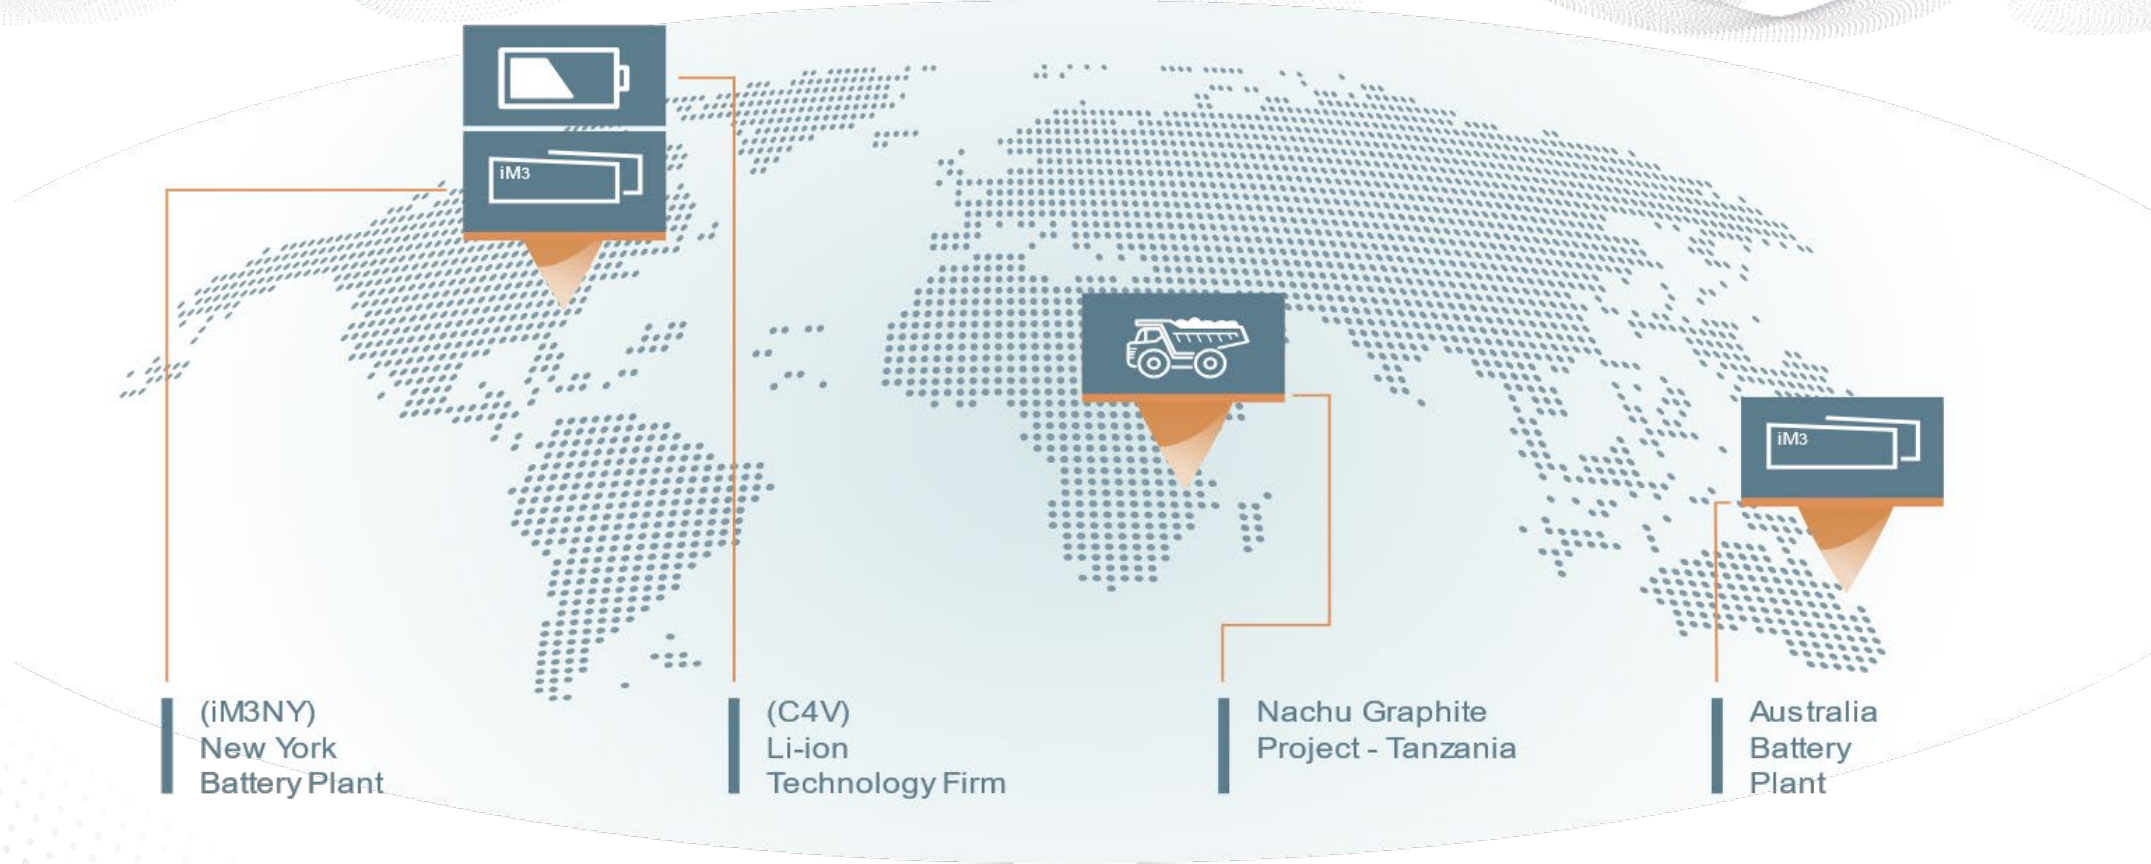 iM3
iM3
iM3
(iM3NY)
New York
Battery Plant
(C4V)
Li-ion
Technology Firm
Nachu Graphite
Project - Tanzania
Australia
Battery
Plant